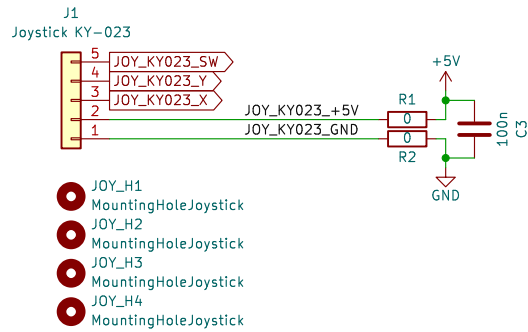 J1
Joystick KY-023
5
JOY_KY023_SW
4
JOY_KY023_Y
3
JOY_KY023_X
2
JOY_KY023_+5V
1
JOY_KY023_GND
R1
0
0
R2
+5V
100n
C3
GND
JOY_H1
MountingHoleJoystick
JOY_H2
MountingHoleJoystick
JOY_H3
MountingHoleJoystick
JOY_H4
MountingHoleJoystick